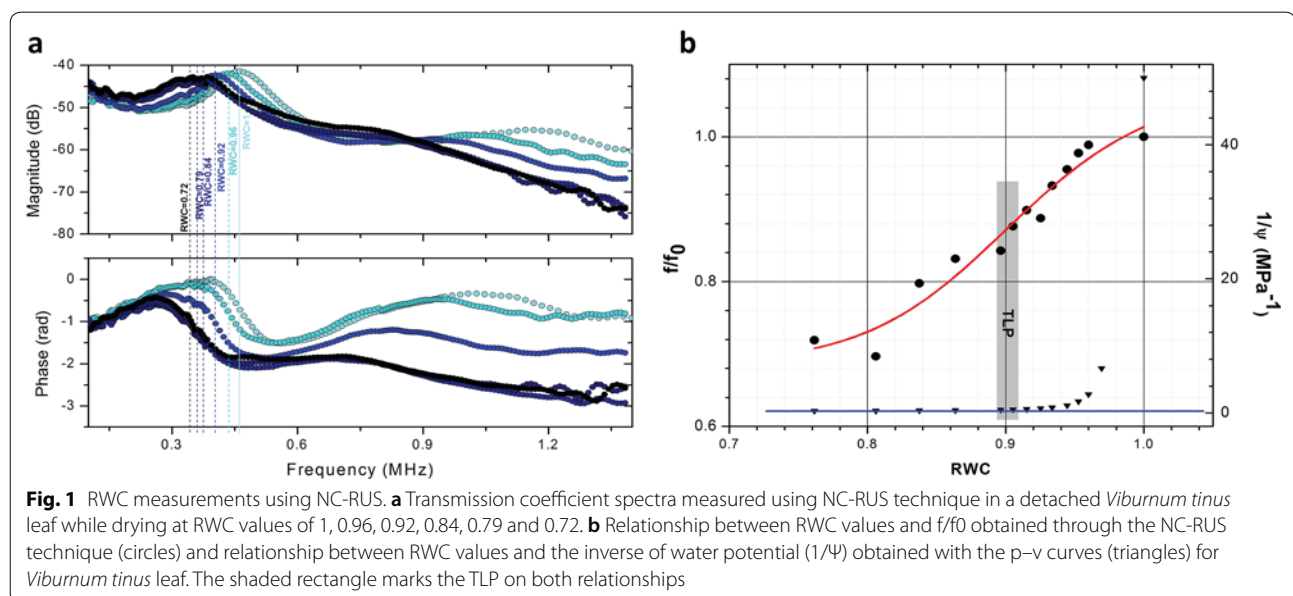 a
b
-40
-50
-60
-70
-80
Magnitude (dB)
RWC=0.72
RWC=0.79
RWC=0.84
RWC=0.92
RWC=0.96
RWC=1
0
-1
-2
-3
Phase (rad)
0.3
0.6
0.9
1.2
Frequency (MHz)
1.0
0.8
0.6
f/f0
40
20
0
1/ψ (MPa-1)
TLP
0.7
0.8
0.9
1.0
RWC
Fig. 1 RWC measurements using NC-RUS. a Transmission coefficient spectra measured using NC-RUS technique in a detached Viburnum tinus
leaf while drying at RWC values of 1, 0.96, 0.92, 0.84, 0.79 and 0.72. b Relationship between RWC values and f/f0 obtained through the NC-RUS
technique (circles) and relationship between RWC values and the inverse of water potential (1/Ψ) obtained with the p–v curves (triangles) for
Viburnum tinus leaf. The shaded rectangle marks the TLP on both relationships